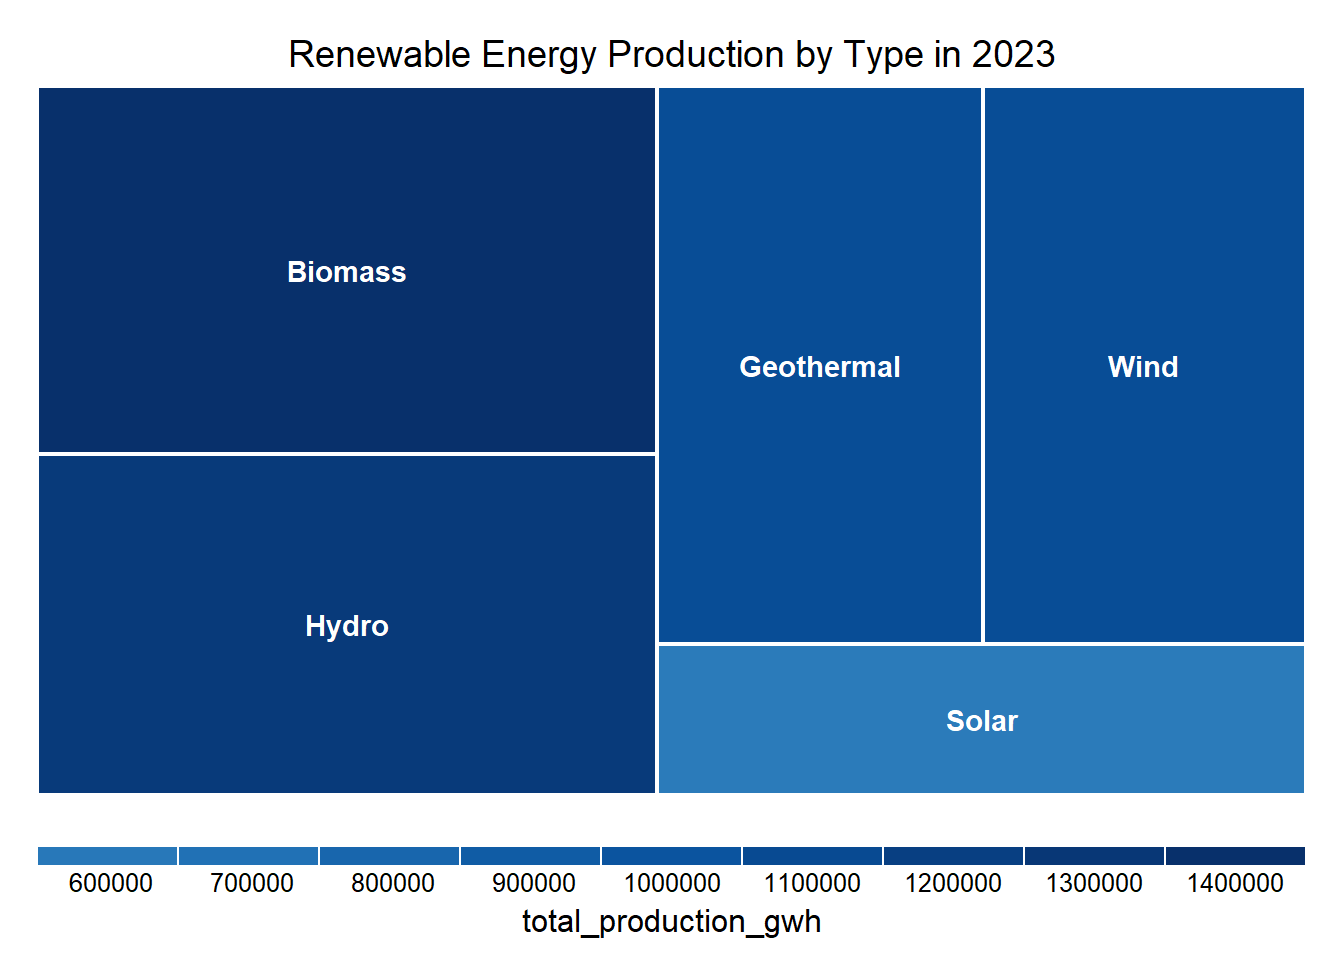 Renewable Energy Production by Type in 2023
Biomass
Geothermal
Wind
Hydro
Solar
600000 700000 800000 900000 1000000 1100000 1200000 1300000 1400000
total_production_gwh